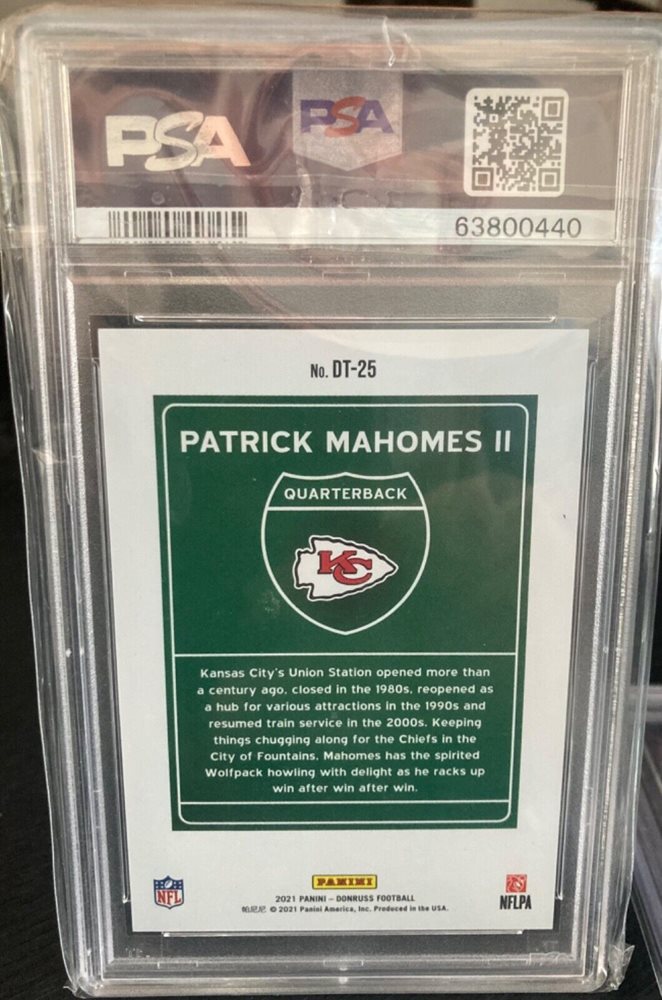 PSA PSA
63800440
No. DT-25
PATRICK MAHOMES II
QUARTERBACK
KC
Kansas City's Union Station opened more than
a century ago, closed in the 1980s, reopened as
a hub for various attractions in the 1990s and
resumed train service in the 2000s. Keeping
things chugging along for the Chiefs in the
City of Fountains, Mahomes has the spirited
Wolfpack howling with delight as he racks up
win after win after win.
NFL
PANINI
NFLPA
2021 PANINI – DONRUSS FOOTBALL
帕尼尼 © 2021 Panini America, Inc. Produced in the USA.